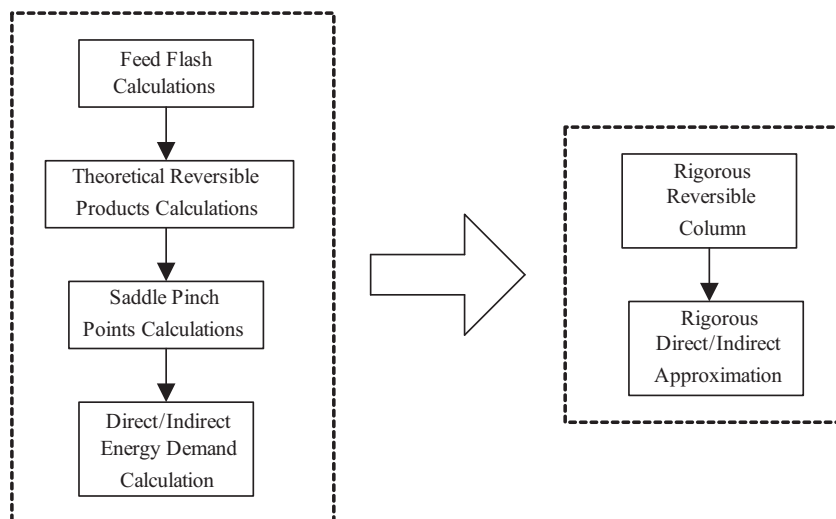 Feed Flash
Calculations
Theoretical Reversible
Products Calculations
Saddle Pinch
Points Calculations
Direct/Indirect
Energy Demand
Calculation
Rigorous
Reversible
Column
Rigorous
Direct/Indirect
Approximation